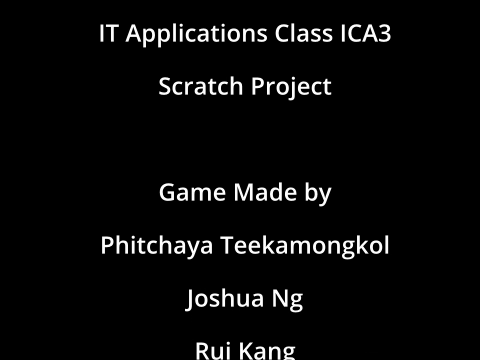 IT Applications Class ICA3
Scratch Project
Game Made by
Phitchaya Teekamongkol
Joshua Ng
Rui Kang